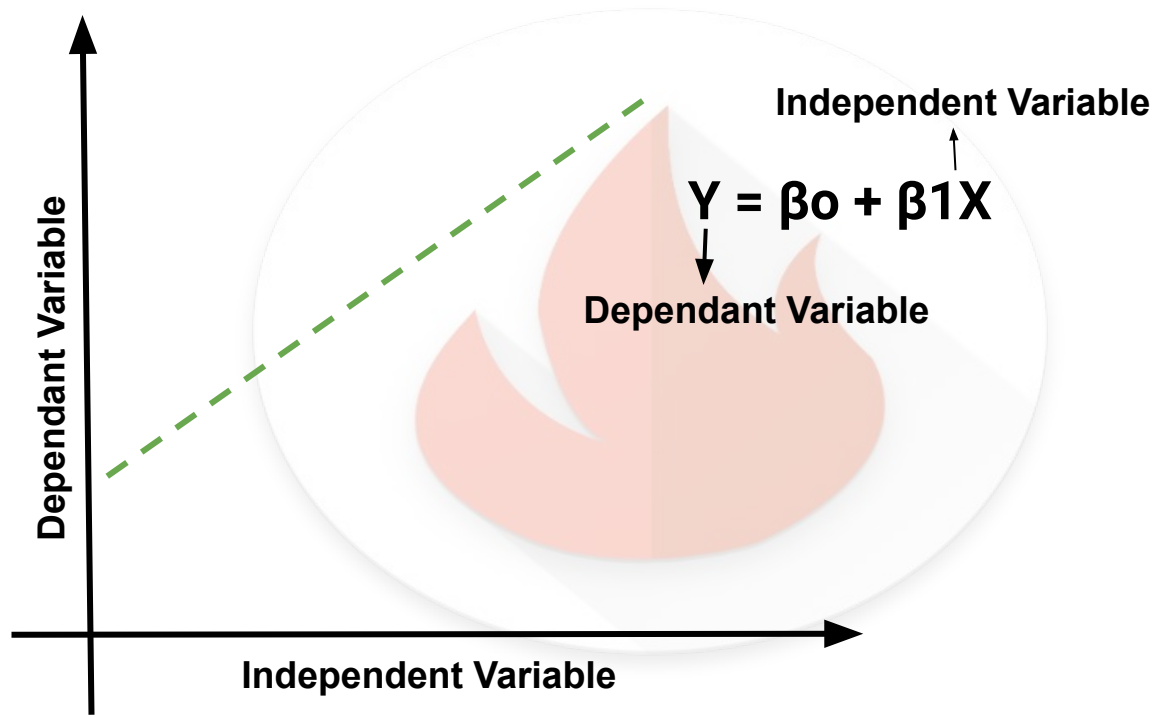 Independent Variable
Y = βo + β1X
Dependant Variable
Dependant Variable
Independent Variable